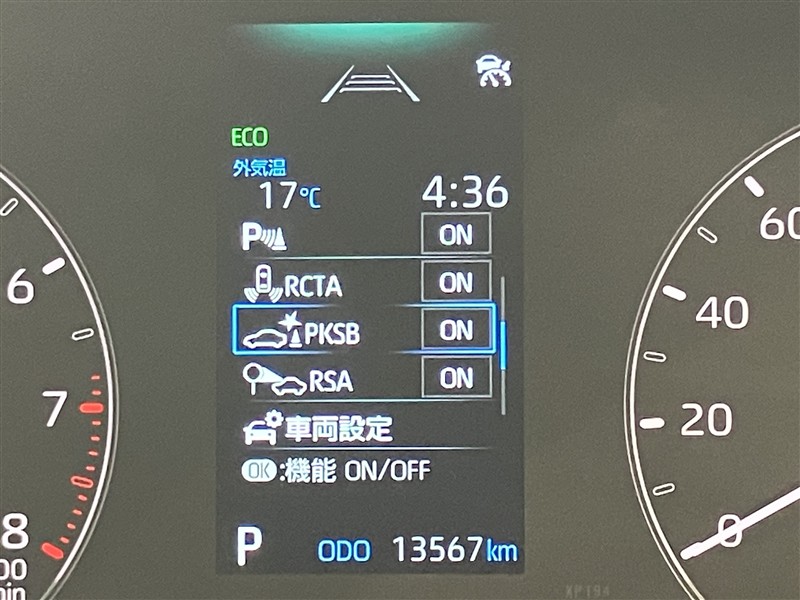 ECO
外気温
17℃ 4:36
P ON
RCTA ON
PKSB ON
RSA ON
車両設定
OK:機能 ON/OFF
P ODO 13567km
6
7
8
60
40
20
0